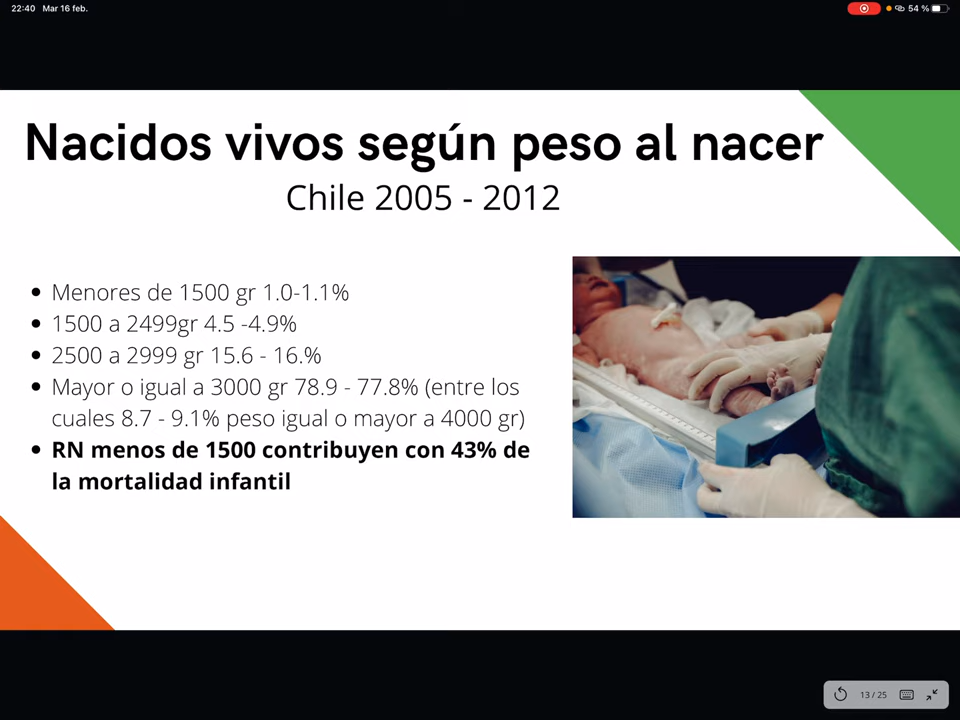 22:40 Mar 16 feb.
54 %
Nacidos vivos según peso al nacer
Chile 2005 - 2012
• Menores de 1500 gr 1.0-1.1%
• 1500 a 2499gr 4.5 -4.9%
• 2500 a 2999 gr 15.6 - 16.%
• Mayor o igual a 3000 gr 78.9 - 77.8% (entre los
cuales 8.7 - 9.1% peso igual o mayor a 4000 gr)
• RN menos de 1500 contribuyen con 43% de
la mortalidad infantil
13 / 25